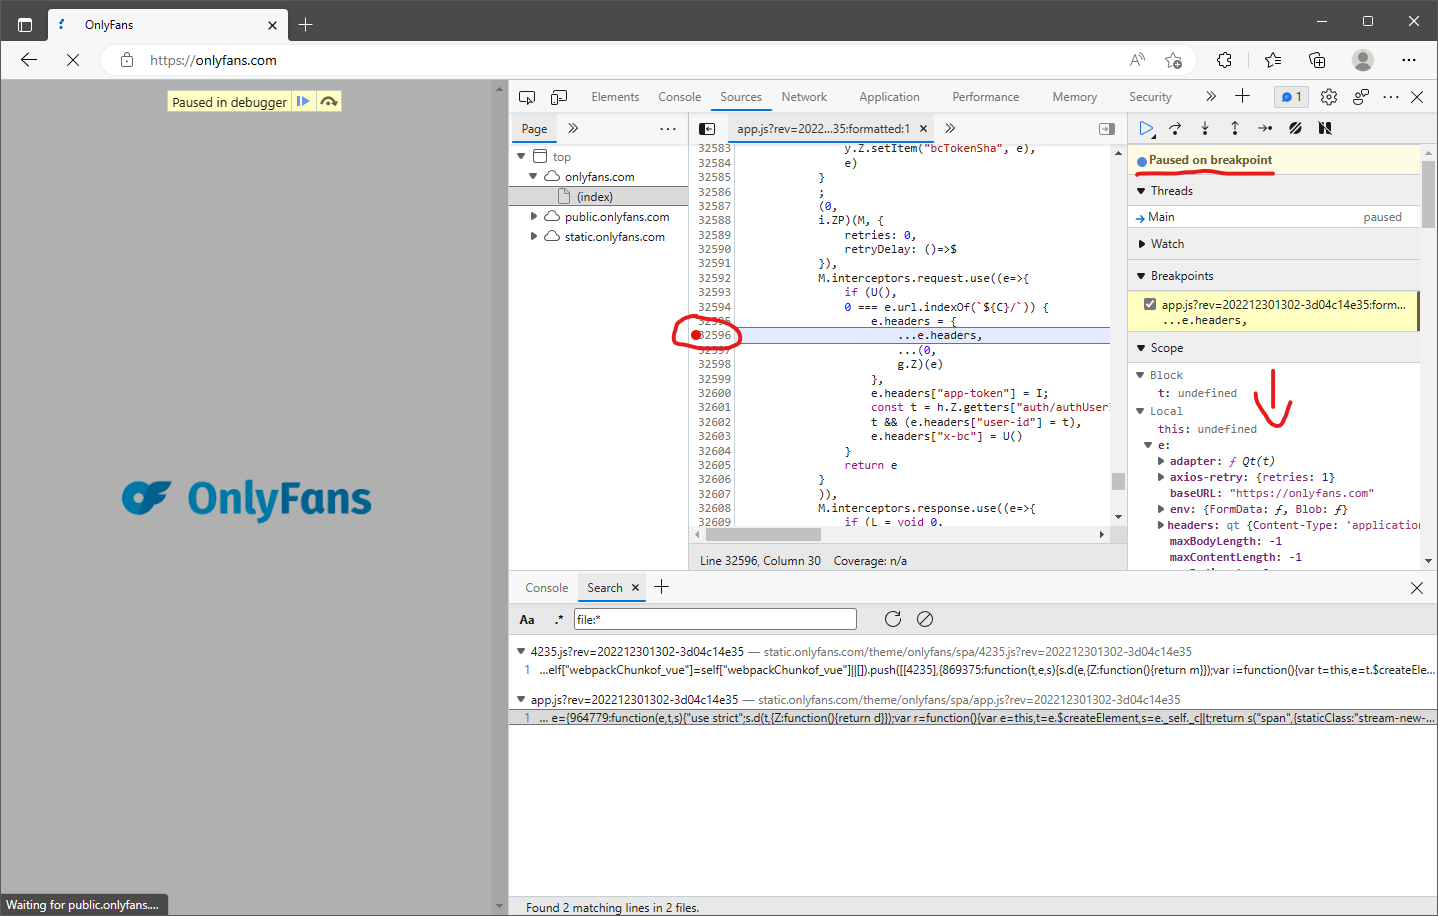 OnlyFans
https://onlyfans.com
Paused in debugger
OnlyFans
Waiting for public.onlyfans....
Elements Console Sources Network Application Performance Memory Security 1
Page
top
onlyfans.com
(index)
public.onlyfans.com
static.onlyfans.com
app.js?rev=2022...35:formatted:1
32583 y.Z.setItem("bcTokenSha", e),
32584 e)
32585 }
32586 ;
32587 (0,
32588 i.ZP)(M, {
32589 retries: 0,
32590 retryDelay: ()=>$
32591 }),
32592 M.interceptors.request.use((e=>{
32593 if (U(),
32594 0 === e.url.indexOf(`${C}/`)) {
32595 e.headers = {
32596 ...e.headers,
32597 ...(0,
32598 g.Z)(e)
32599 },
32600 e.headers["app-token"] = I;
32601 const t = h.Z.getters["auth/authUser
32602 t && (e.headers["user-id"] = t),
32603 e.headers["x-bc"] = U()
32604 }
32605 return e
32606 }
32607 )),
32608 M.interceptors.response.use((e=>{
32609 if (L = void 0,
Line 32596, Column 30 Coverage: n/a
Paused on breakpoint
Threads
Main paused
Watch
Breakpoints
app.js?rev=202212301302-3d04c14e35:form...
...e.headers,
Scope
Block
t: undefined
Local
this: undefined
e:
adapter: ƒ Qt(t)
axios-retry: {retries: 1}
baseURL: "https://onlyfans.com"
env: {FormData: ƒ, Blob: ƒ}
headers: qt {Content-Type: 'application
maxBodyLength: -1
maxContentLength: -1
Console Search
Aa .* file:*
4235.js?rev=202212301302-3d04c14e35 — static.onlyfans.com/theme/onlyfans/spa/4235.js?rev=202212301302-3d04c14e35
1 ...elf["webpackChunkof_vue"]=self["webpackChunkof_vue"]||[]).push([[4235],{869375:function(t,e,s){s.d(e,{Z:function(){return m}});var i=function(){var t=this,e=t.$createEle...
app.js?rev=202212301302-3d04c14e35 — static.onlyfans.com/theme/onlyfans/spa/app.js?rev=202212301302-3d04c14e35
1 ... e={964779:function(e,t,s){"use strict";s.d(t,{Z:function(){return d}});var r=function(){var e=this,t=e.$createElement,s=e._self._c||t;return s("span",{staticClass:"stream-new-...
Found 2 matching lines in 2 files.